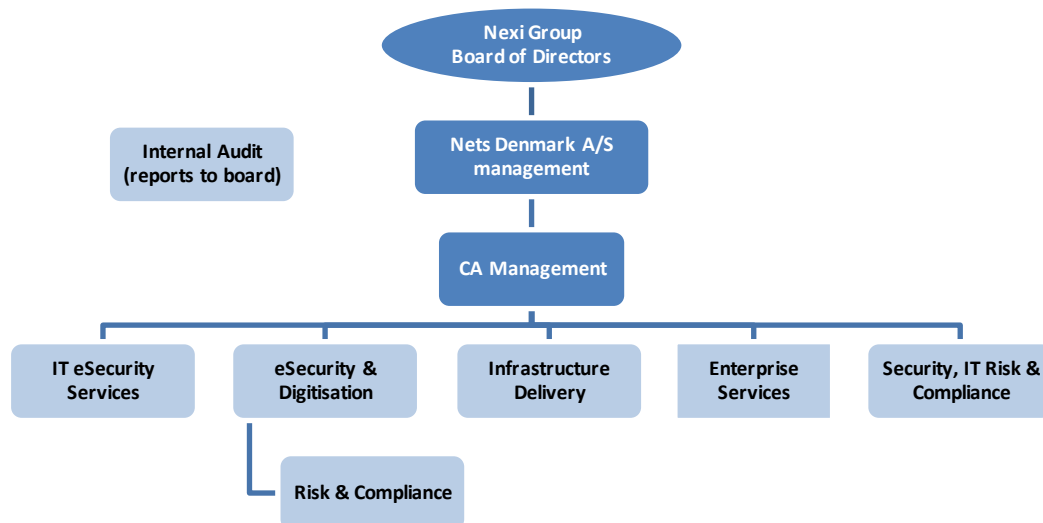 Nexi Group
Board of Directors
Internal Audit
(reports to board)
Nets Denmark A/S
management
CA Management
IT eSecurity
Services
eSecurity &
Digitisation
Infrastructure
Delivery
Enterprise
Services
Security, IT Risk &
Compliance
Risk & Compliance